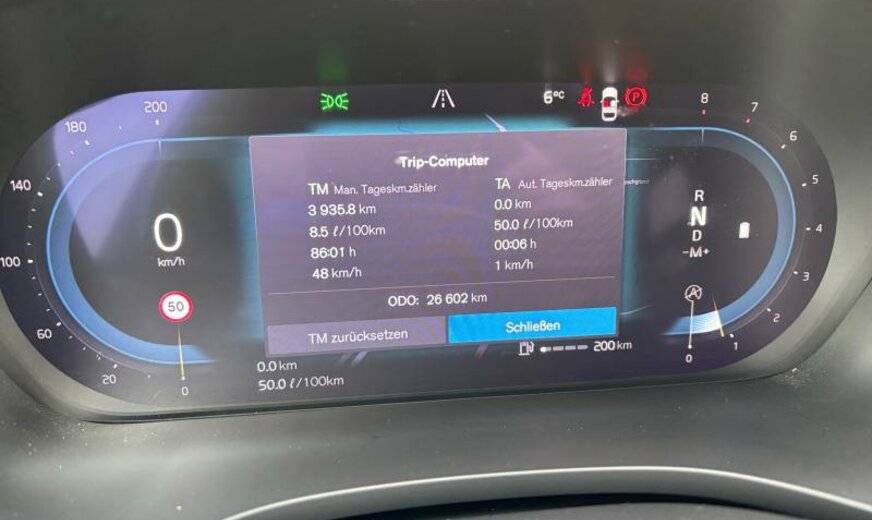 6°C
P
200
180
140
100
60
20
0
0
km/h
50
Trip-Computer
TM Man. Tageskm.zähler
3 935.8 km
8.5 ℓ/100km
86:01 h
48 km/h
TA Aut. Tageskm.zähler
0.0 km
50.0 ℓ/100km
00:06 h
1 km/h
ODO: 26 602 km
TM zurücksetzen
Schließen
0.0 km
50.0 ℓ/100km
200 km
R
N
D
-M+
A
8
7
6
5
4
3
2
1
0